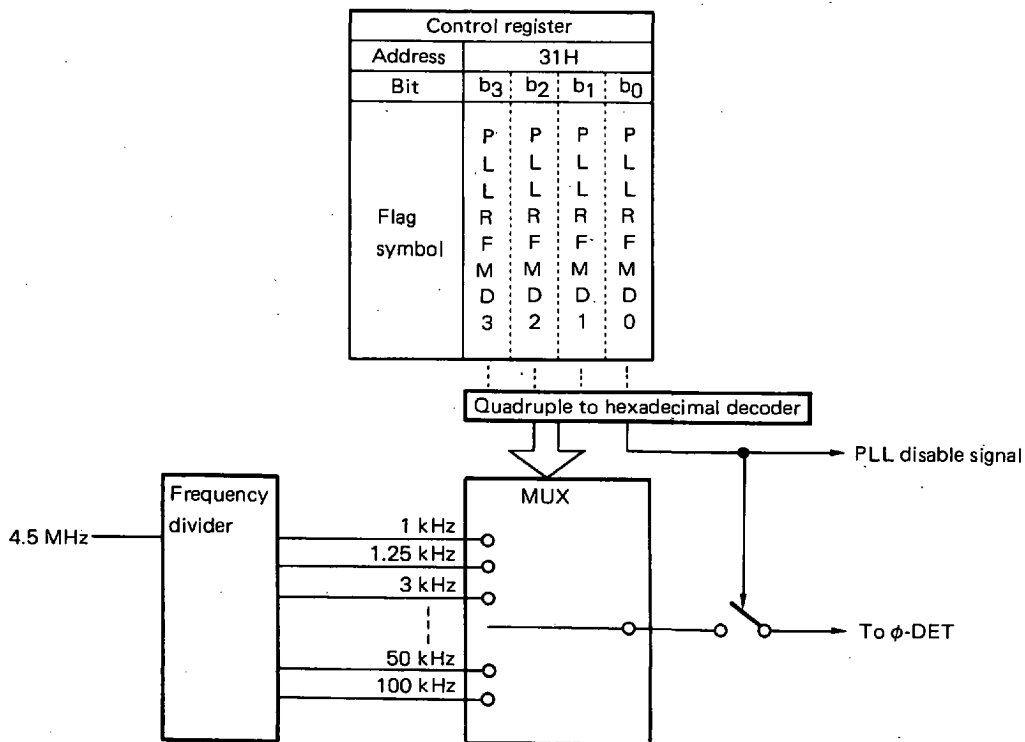 Control register
Address 31H
Bit b3 b2 b1 b0
Flag symbol
PLLRFMD3
PLLRFMD2
PLLRFMD1
PLLRFMD0
Quadruple to hexadecimal decoder
PLL disable signal
Frequency divider
MUX
4.5 MHz
1 kHz
1.25 kHz
3 kHz
50 kHz
100 kHz
To φ-DET